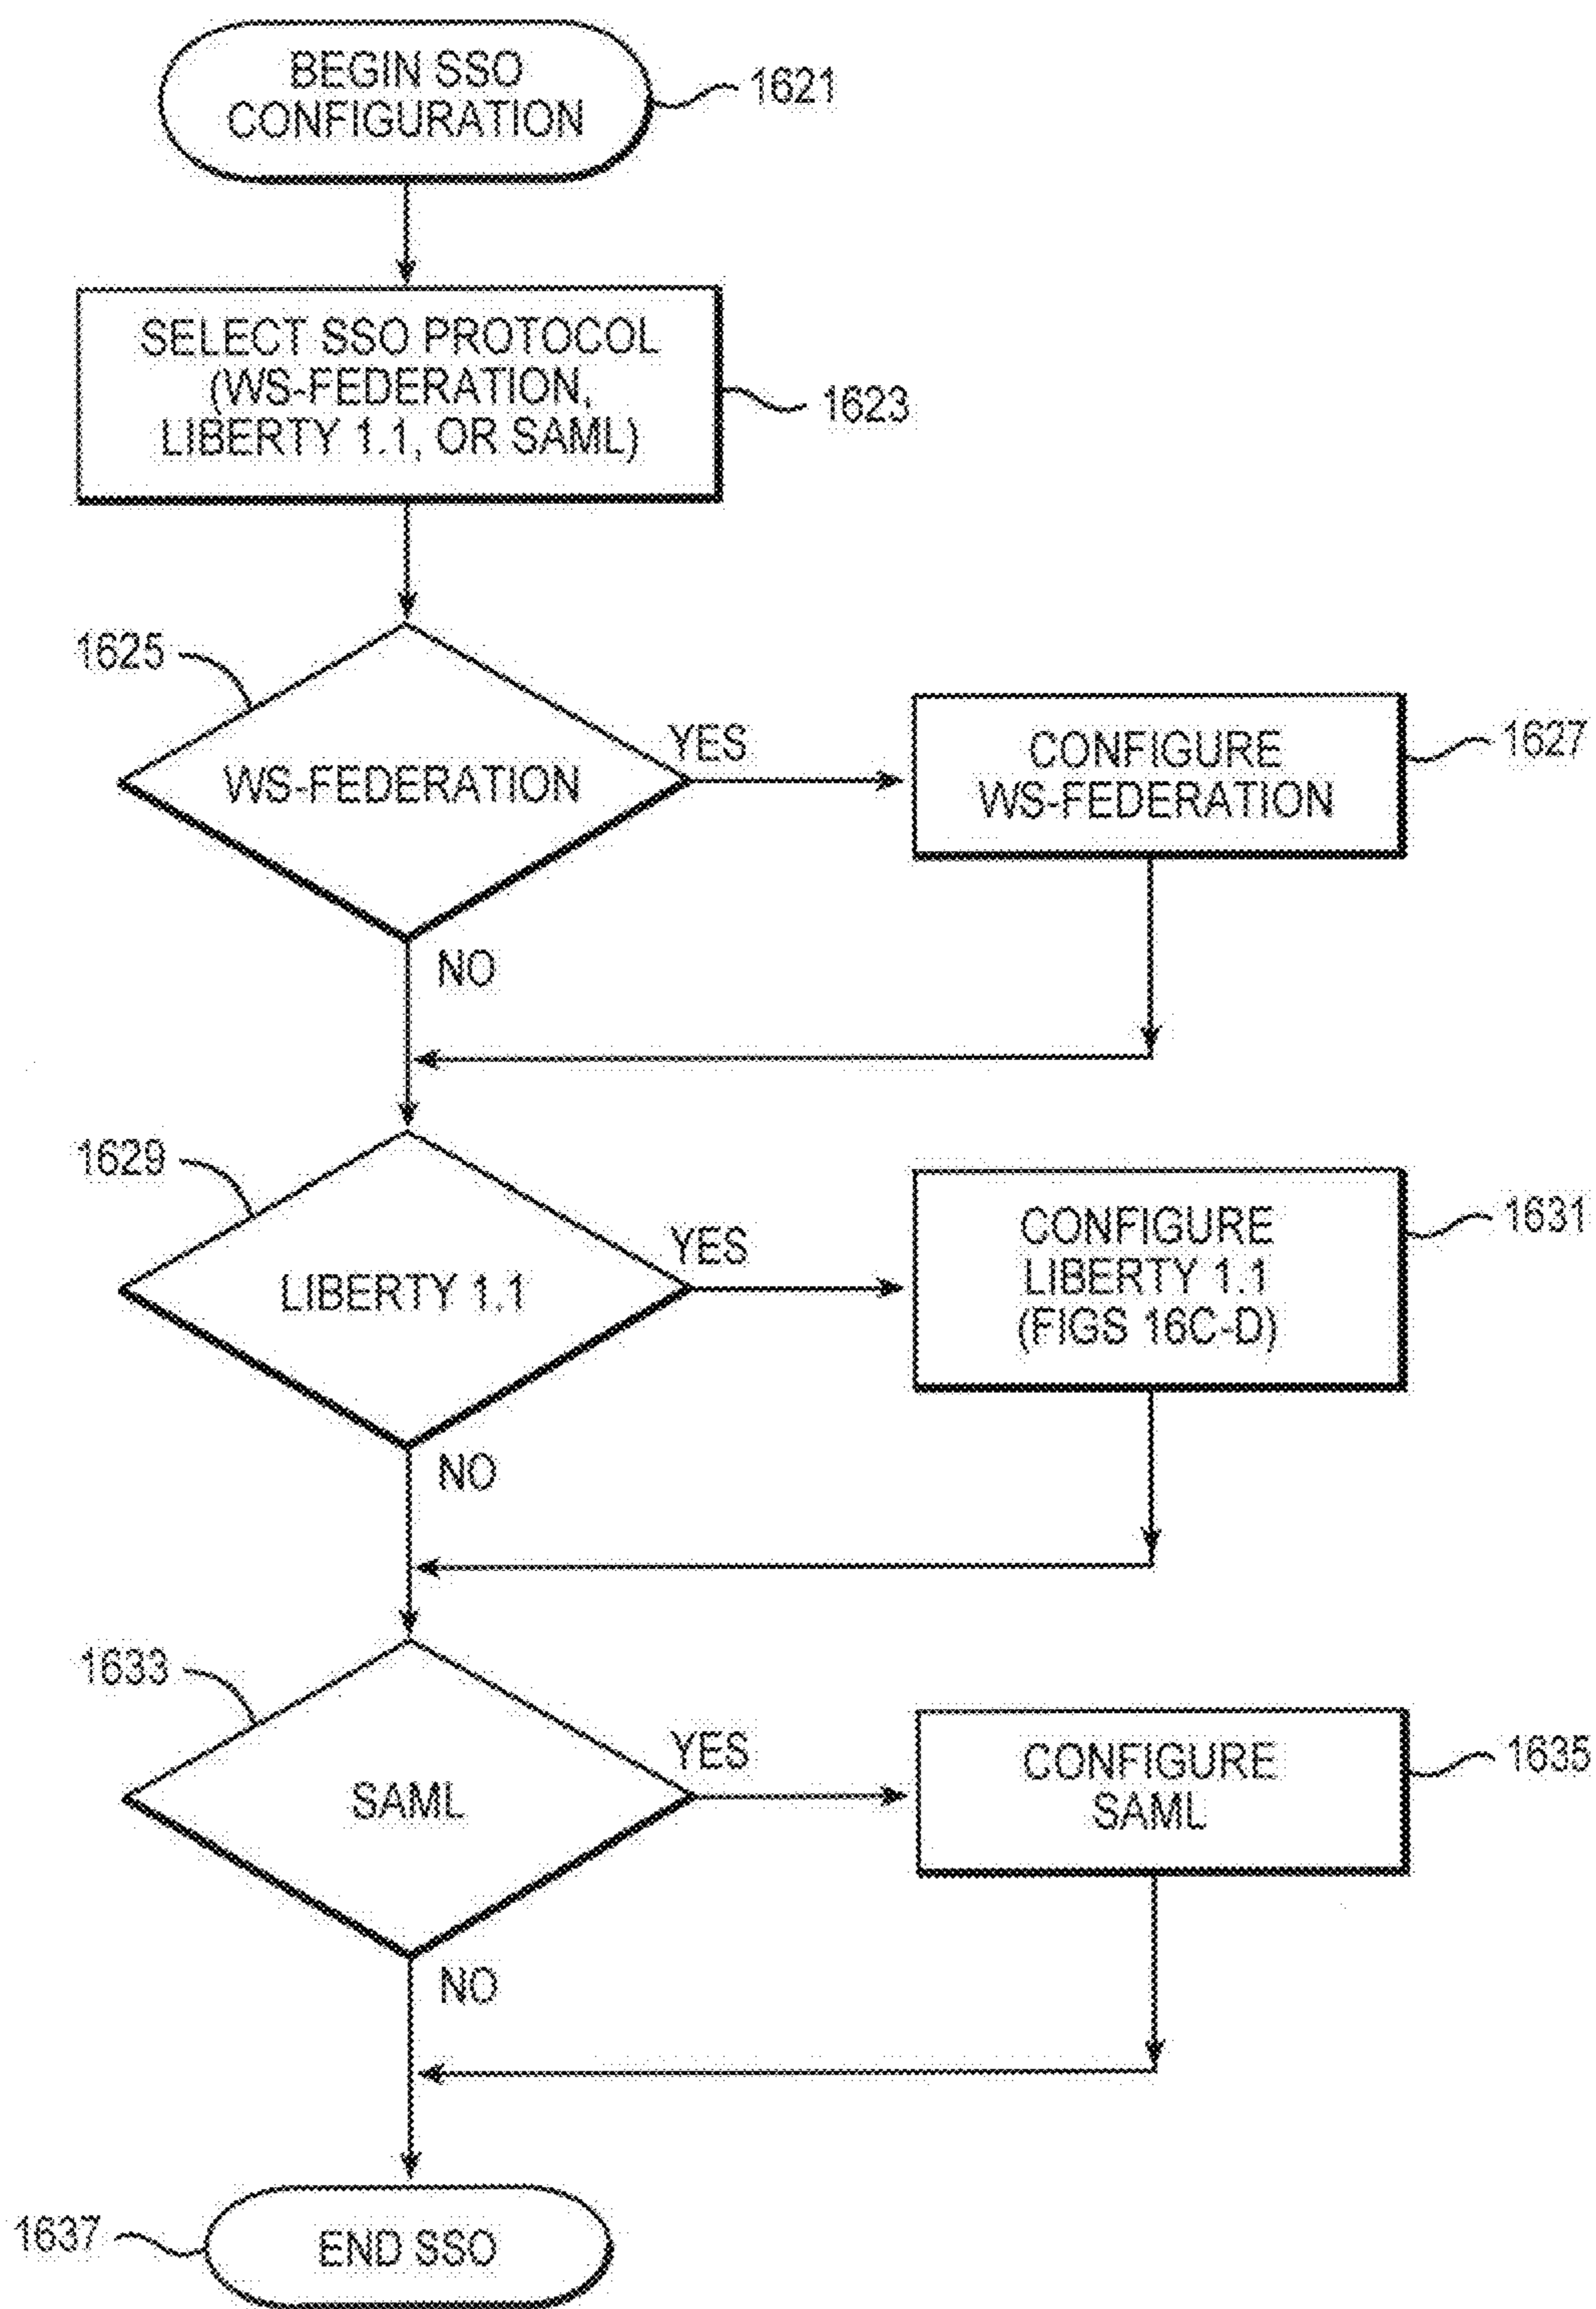 BEGIN SSO
CONFIGURATION
1621
SELECT SSO PROTOCOL
(WS-FEDERATION,
LIBERTY 1.1, OR SAML)
1623
1625
WS-FEDERATION
YES
NO
CONFIGURE
WS-FEDERATION
1627
1629
LIBERTY 1.1
YES
NO
CONFIGURE
LIBERTY 1.1
(FIGS 16C-D)
1631
1633
SAML
YES
NO
CONFIGURE
SAML
1635
1637
END SSO